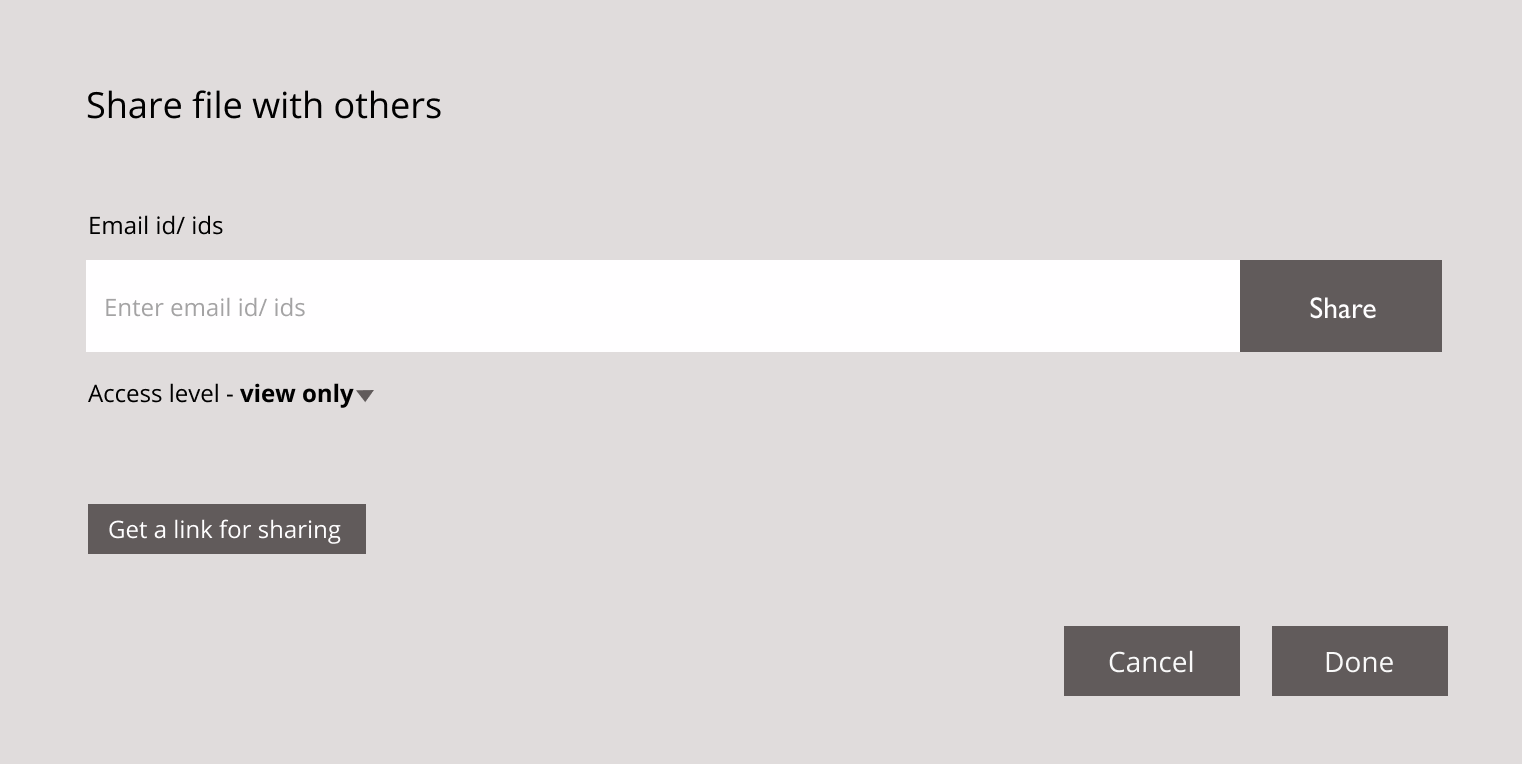 Share file with others
Email id/ ids
Enter email id/ ids
Share
Access level - view only
Get a link for sharing
Cancel
Done